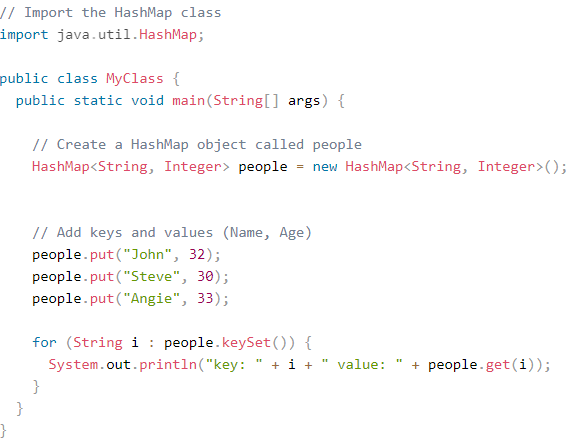 // Import the HashMap class
import java.util.HashMap;
public class MyClass {
public static void main(String[] args) {
// Create a HashMap object called people
HashMap<String, Integer> people = new HashMap<String, Integer>();
// Add keys and values (Name, Age)
people.put("John", 32);
people.put("Steve", 30);
people.put("Angie", 33);
for (String i : people.keySet()) {
System.out.println("key: " + i + " value: " + people.get(i));
}
}
}